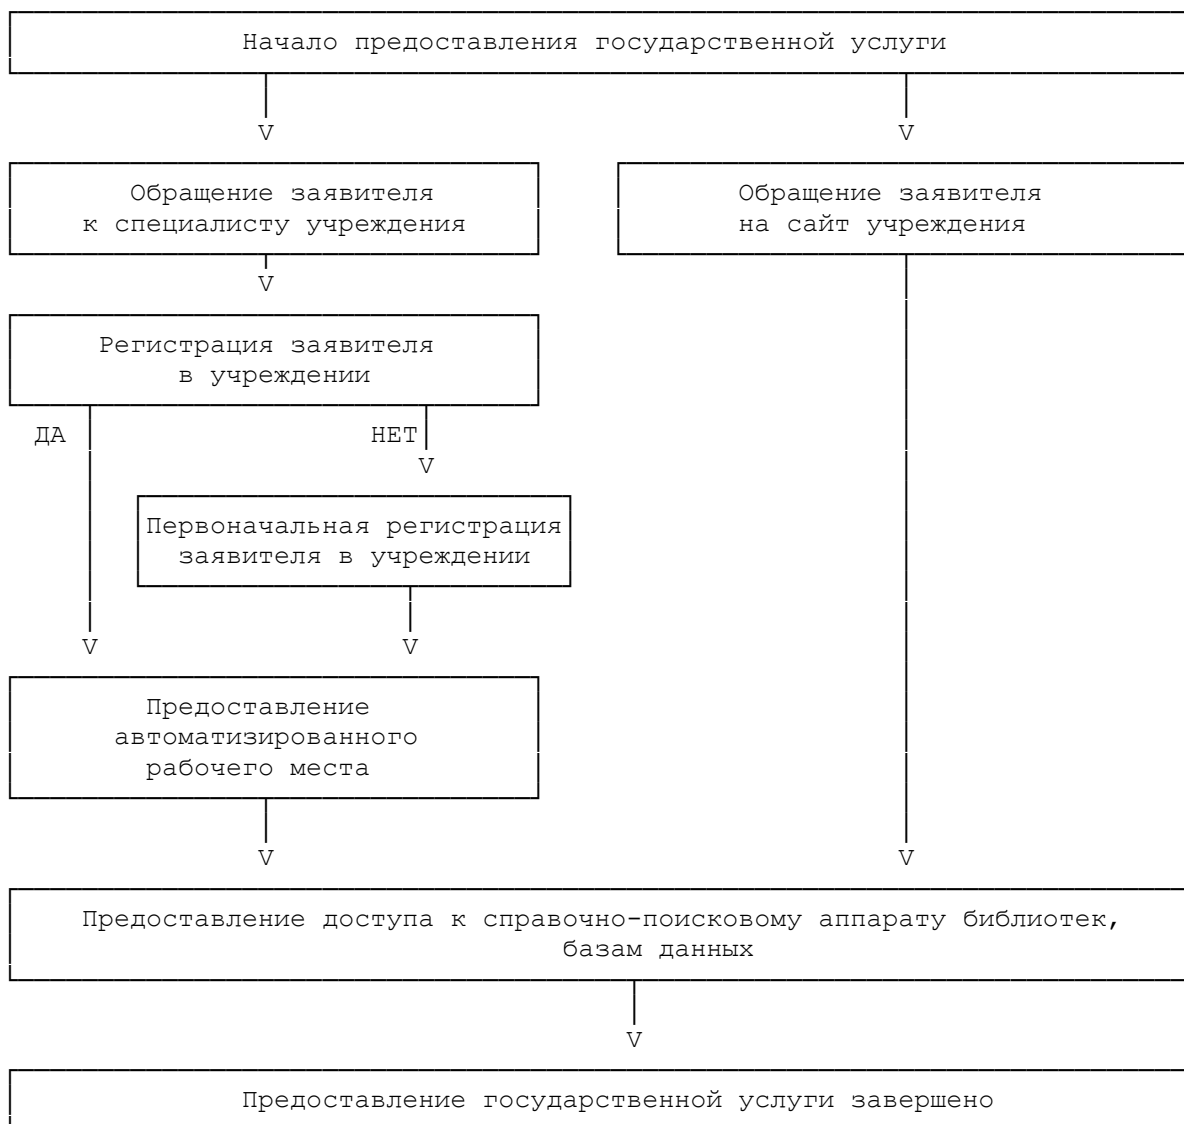 Начало предоставления государственной услуги
V
V
Обращение заявителя
к специалисту учреждения
Обращение заявителя
на сайт учреждения
V
Регистрация заявителя
в учреждении
ДА
НЕТ
V
Первоначальная регистрация
заявителя в учреждении
V
V
Предоставление
автоматизированного
рабочего места
V
V
Предоставление доступа к справочно-поисковому аппарату библиотек,
базам данных
V
Предоставление государственной услуги завершено